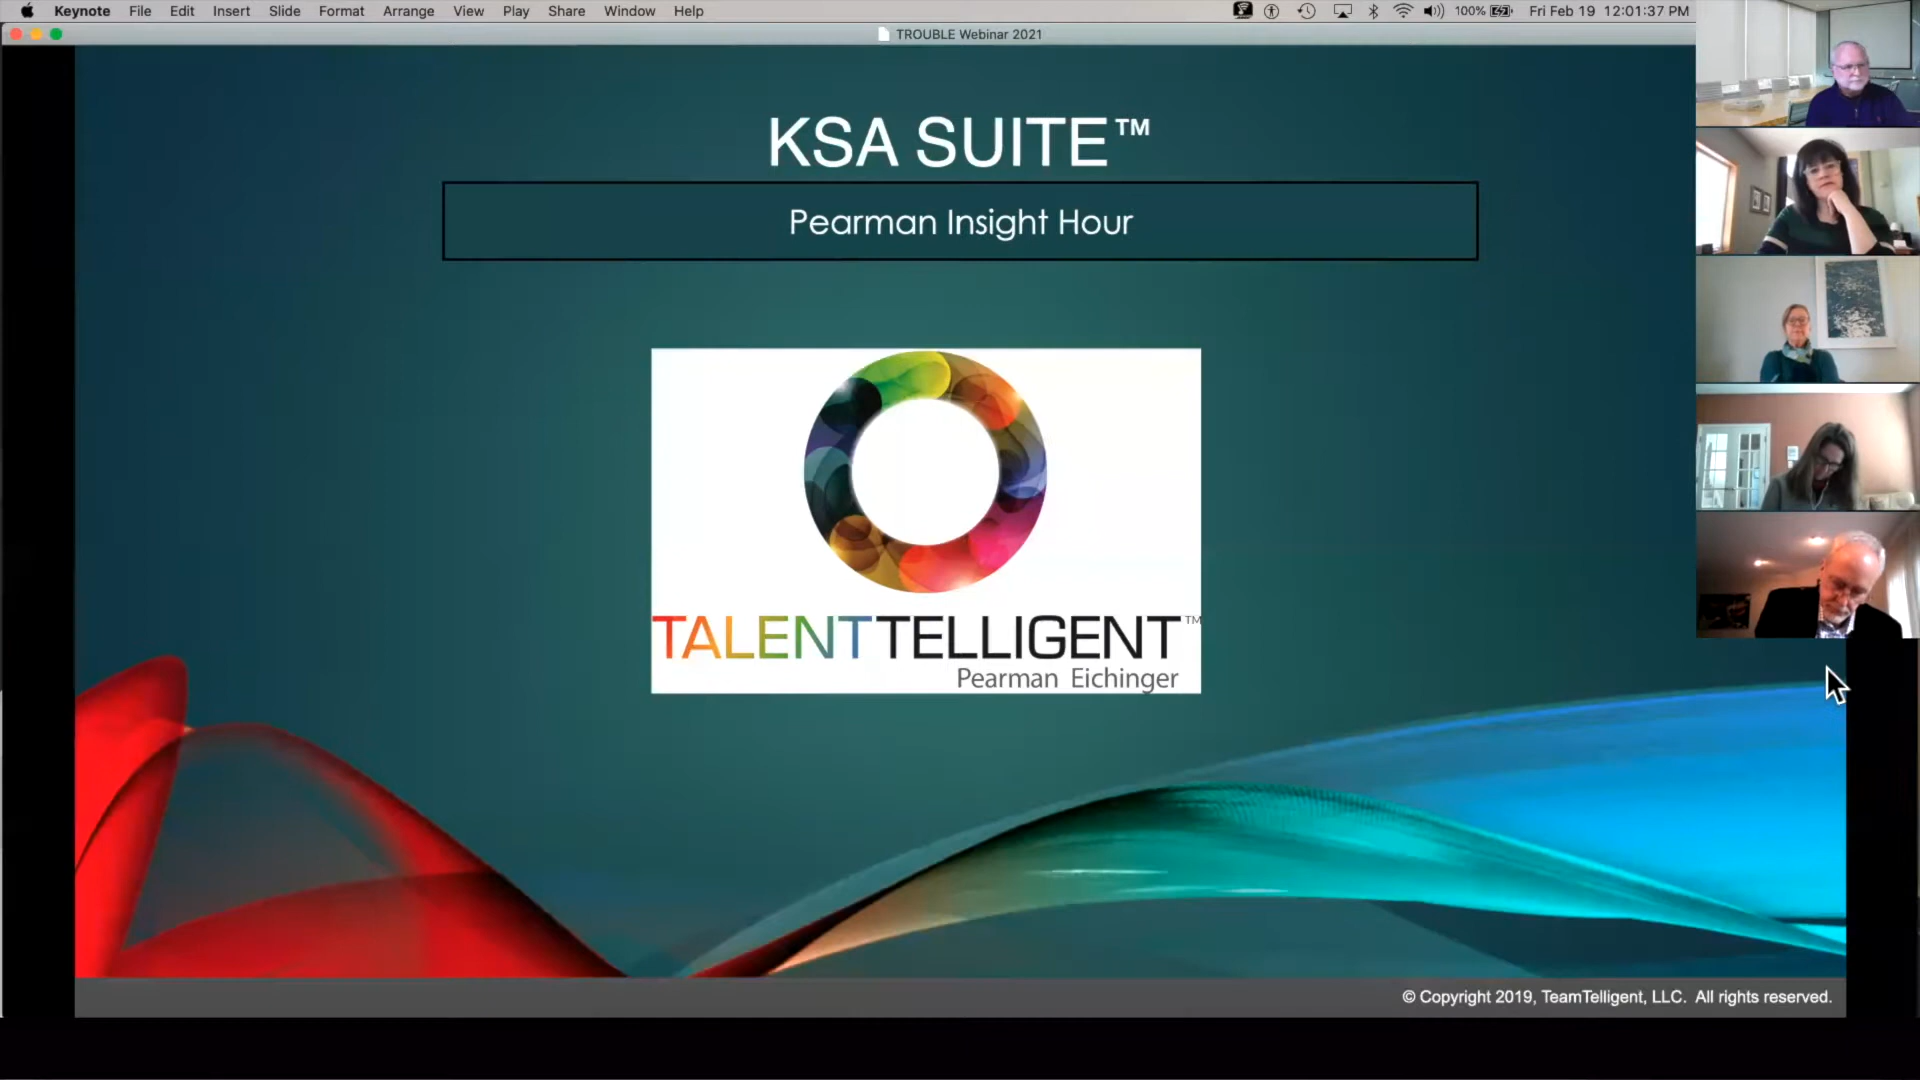 Keynote File Edit Insert Slide Format Arrange View Play Share Window Help 100% Fri Feb 19 12:01:37 PM
TROUBLE Webinar 2021
KSA SUITE™
Pearman Insight Hour
TALENTTELLIGENT™
Pearman Eichinger
© Copyright 2019, TeamTelligent, LLC. All rights reserved.